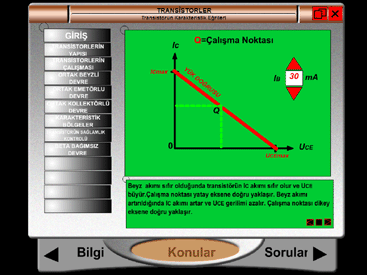 TRANSİSTÖRLER
Transistörün Karakteristik Eğrileri
GİRİŞ
TRANSİSTÖRLERİN
YAPISI
TRANSİSTÖRLERİN
ÇALIŞMASI
ORTAK BEYZLİ
DEVRE
ORTAK EMETÖRLÜ
DEVRE
ORTAK KOLLEKTÖRLÜ
DEVRE
KARAKTERİSTİK
BÖLGELER
TRANSİSTÖRÜN SAĞLAMLIK
KONTROLÜ
BETA BAĞIMSIZ
DEVRE
Q=Çalışma Noktası
IC
ICmax
YÜK DOĞRUSU
Q
0
UCEmax
UCE
IB 30 mA
Beyz akımı sıfır olduğunda transistörün IC akımı sıfır olur ve UCE
büyür.Çalışma noktası yatay eksene doğru yaklaşır. Beyz akımı
artırıldığında IC akımı artar ve UCE gerilimi azalır. Çalışma noktası dikey
eksene doğru yaklaşır.
Bilgi
Konular
Sorular